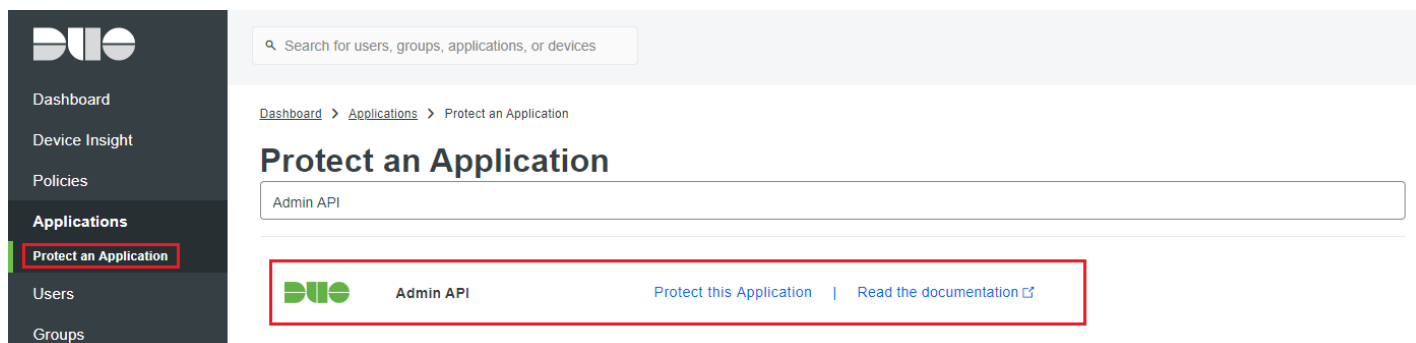 DUO
Search for users, groups, applications, or devices
Dashboard
Device Insight
Policies
Applications
Protect an Application
Users
Groups
Dashboard > Applications > Protect an Application
Protect an Application
Admin API
DUO Admin API Protect this Application | Read the documentation